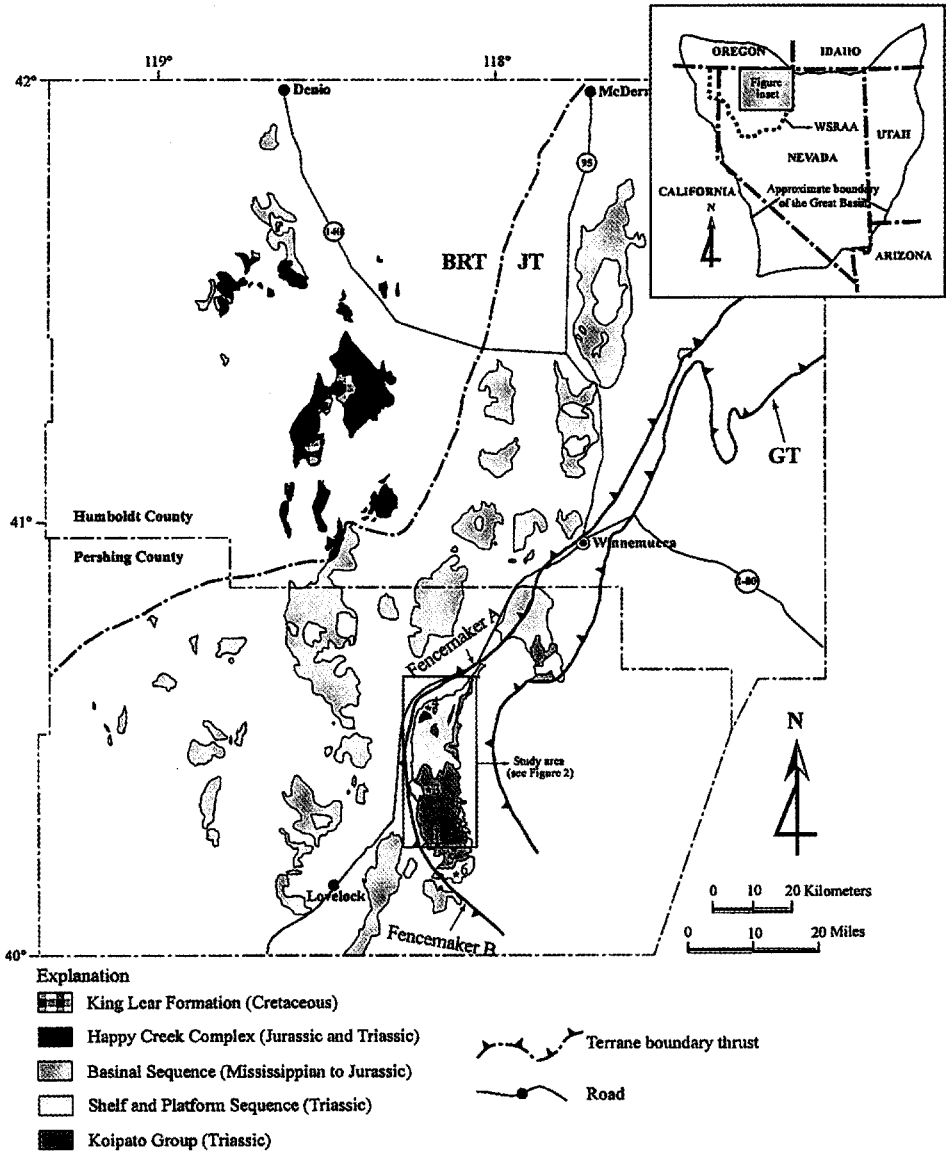 119°
118°
42°
Denio
McDerm
OREGON
IDAHO
Figure
inset
WSRAA
UTAH
NEVADA
CALIFORNIA
Approximate boundary
of the Great Basin
N
ARIZONA
95
140
BRT
JT
GT
41°
Humboldt County
Pershing County
Winnemucca
I-80
Fencemaker A
Study area
(see Figure 2)
N
*6
Lovelock
Fencemaker B
0 10 20 Kilometers
0 10 20 Miles
40°
Explanation
King Lear Formation (Cretaceous)
Happy Creek Complex (Jurassic and Triassic)
Basinal Sequence (Mississippian to Jurassic)
Shelf and Platform Sequence (Triassic)
Koipato Group (Triassic)
Terrane boundary thrust
Road